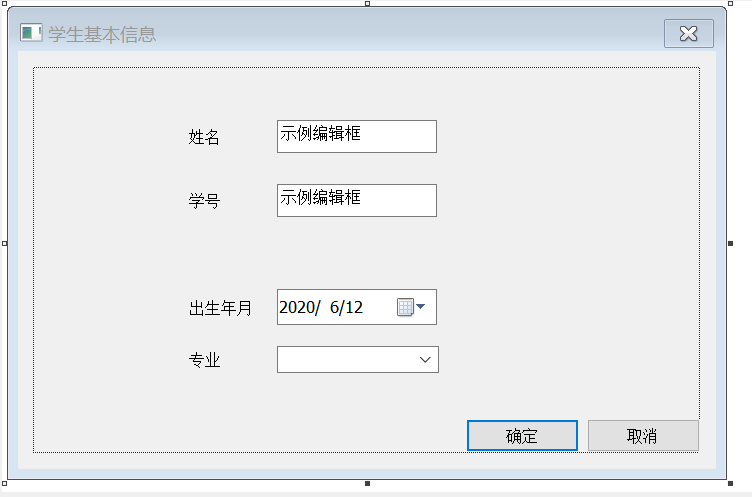 学生基本信息
姓名 示例编辑框
学号 示例编辑框
出生年月 2020/ 6/12
专业
确定 取消